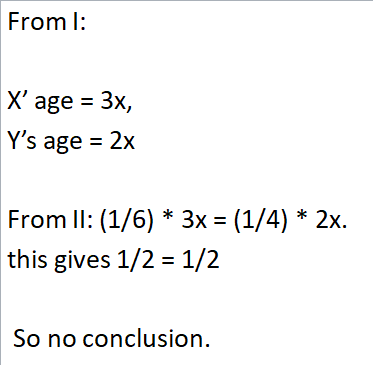 From I:
X’ age = 3x,
Y’s age = 2x
From II: (1/6) * 3x = (1/4) * 2x.
this gives 1/2 = 1/2
So no conclusion.